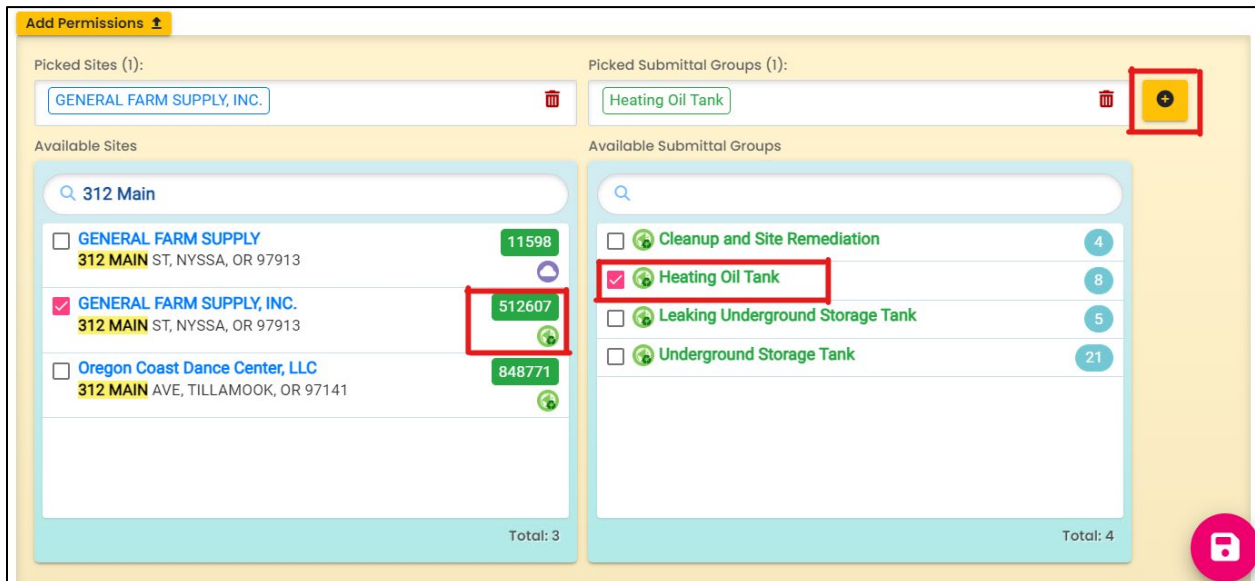 Add Permissions
Picked Sites (1):
GENERAL FARM SUPPLY, INC.
Picked Submittal Groups (1):
Heating Oil Tank
Available Sites
312 Main
GENERAL FARM SUPPLY
11598
312 MAIN ST, NYSSA, OR 97913
GENERAL FARM SUPPLY, INC.
512607
312 MAIN ST, NYSSA, OR 97913
Oregon Coast Dance Center, LLC
848771
312 MAIN AVE, TILLAMOOK, OR 97141
Total: 3
Available Submittal Groups
Cleanup and Site Remediation 4
Heating Oil Tank 8
Leaking Underground Storage Tank 5
Underground Storage Tank 21
Total: 4